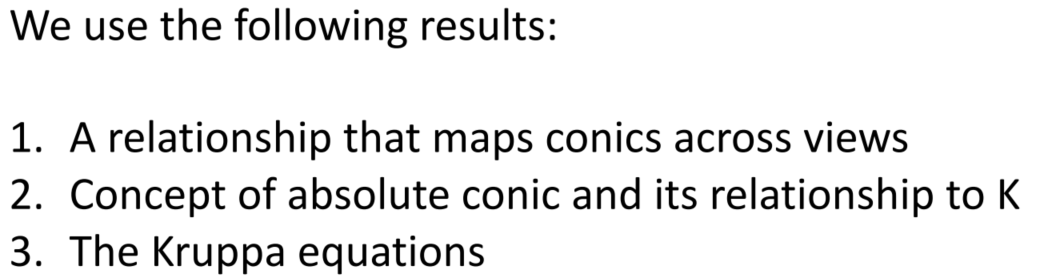 We use the following results:
1. A relationship that maps conics across views
2. Concept of absolute conic and its relationship to K
3. The Kruppa equations